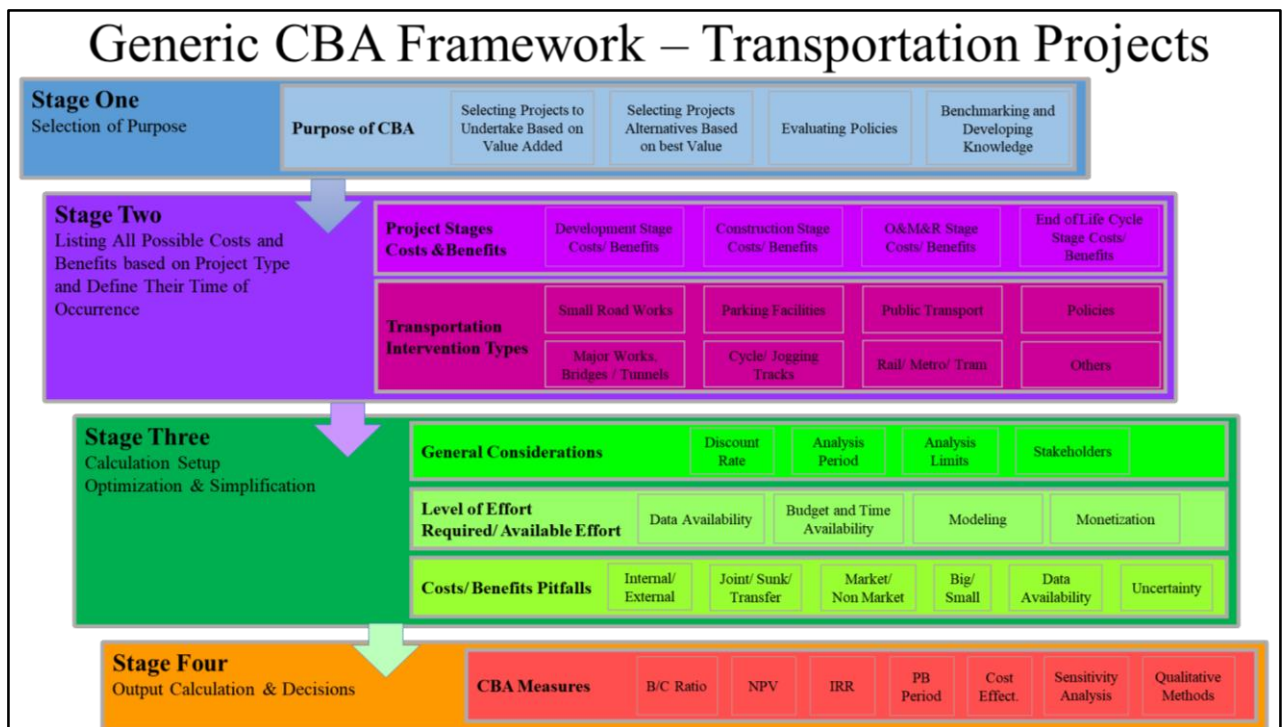 Generic CBA Framework – Transportation Projects
Stage One
Selection of Purpose
Purpose of CBA
Selecting Projects to
Undertake Based on
Value Added
Selecting Projects
Alternatives Based
on best Value
Evaluating Policies
Benchmarking and
Developing
Knowledge
Stage Two
Listing All Possible Costs and
Benefits based on Project Type
and Define Their Time of
Occurrence
Project Stages
Costs &Benefits
Development Stage
Costs/ Benefits
Construction Stage
Costs/ Benefits
O&M&R Stage
Costs/ Benefits
End of Life Cycle
Stage Costs/
Benefits
Transportation
Intervention Types
Small Road Works
Parking Facilities
Public Transport
Policies
Major Works.
Bridges / Tunnels
Cycle/ Jogging
Tracks
Rail/ Metro/ Tram
Others
Stage Three
Calculation Setup
Optimization & Simplification
General Considerations
Discount
Rate
Analysis
Period
Analysis
Limits
Stakeholders
Level of Effort
Required/ Available Effort
Data Availability
Budget and Time
Availability
Modeling
Monetization
Costs/ Benefits Pitfalls
Internal/
External
Joint/ Sunk/
Transfer
Market/
Non Market
Big/
Small
Data
Availability
Uncertainty
Stage Four
Output Calculation & Decisions
CBA Measures
B/C Ratio
NPV
IRR
PB
Period
Cost
Effect.
Sensitivity
Analysis
Qualitative
Methods